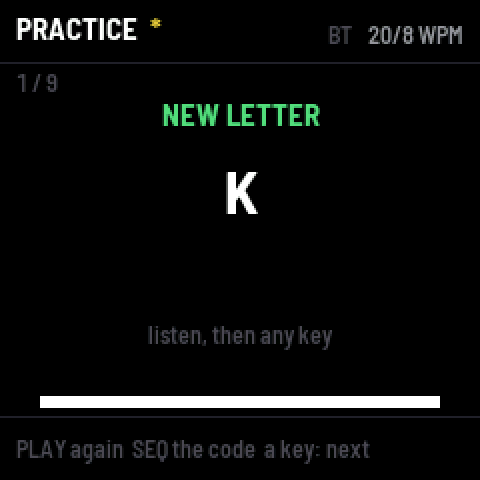 PRACTICE *
BT 20/8 WPM
1/9
NEW LETTER
K
listen, then any key
PLAY again SEQ the code a key: next